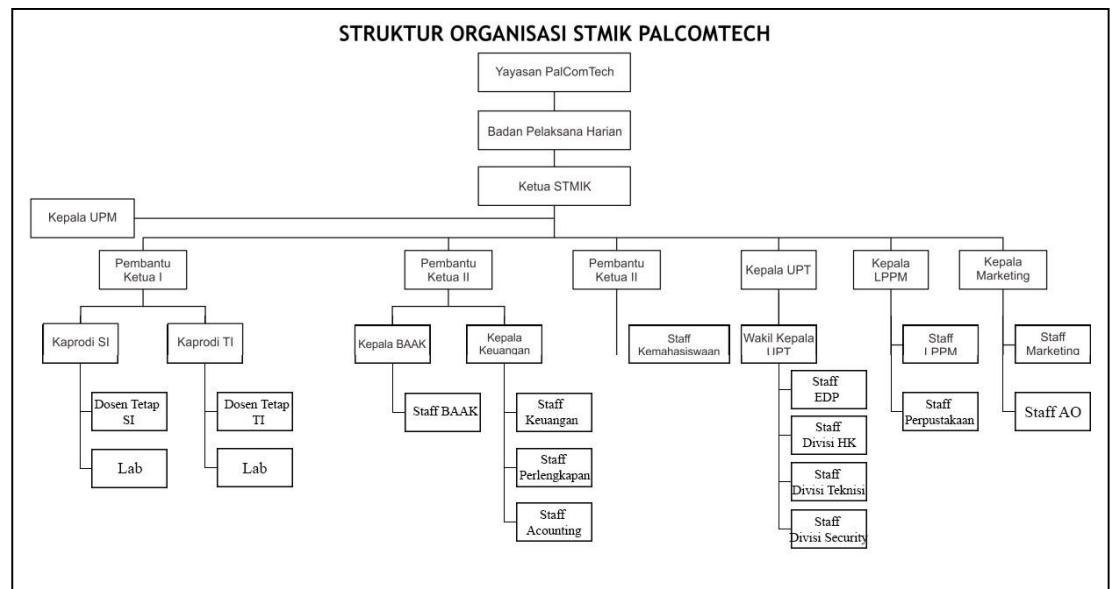 STRUKTUR ORGANISASI STMIK PALCOMTECH
Yayasan PalComTech
Badan Pelaksana Harian
Ketua STMIK
Kepala UPM
Pembantu
Ketua I
Pembantu
Ketua II
Pembantu
Ketua II
Kepala UPT
Kepala
LPPM
Kepala
Marketing
Kaprodi SI
Kaprodi TI
Kepala BAAK
Kepala
Keuangan
Staff
Kemahasiswaan
Wakil Kepala
UPT
Staff
LPPM
Staff
Marketing
Dosen Tetap
SI
Dosen Tetap
TI
Staff BAAK
Staff
Keuangan
Staff
EDP
Staff
Perpustakaan
Staff AO
Lab
Lab
Staff
Perlengkapan
Staff
Divisi HK
Staff
Divisi Teknisi
Staff
Acounting
Staff
Divisi Security